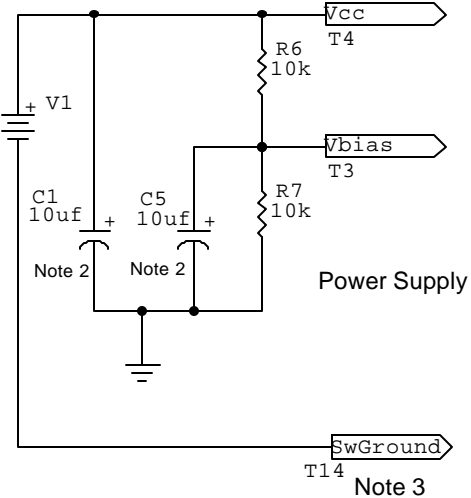 Vcc
T4
R6
10k
+ V1
Vbias
T3
C1
10uf +
C5
10uf +
R7
10k
Note 2
Note 2
Power Supply
SwGround
T14
Note 3